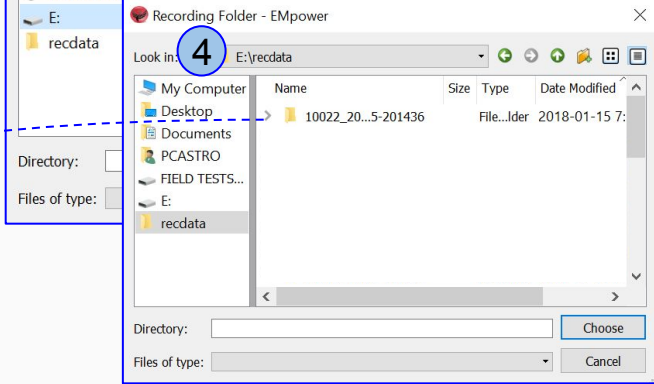 E:
recdata
Directory:
Files of type:
Recording Folder - EMpower
Look in: 4 E:\recdata
My Computer
Desktop
Documents
PCASTRO
FIELD TESTS...
E:
recdata
Name Size Type Date Modified
10022_20...5-201436 File...lder 2018-01-15 7:
Directory: Choose
Files of type: Cancel